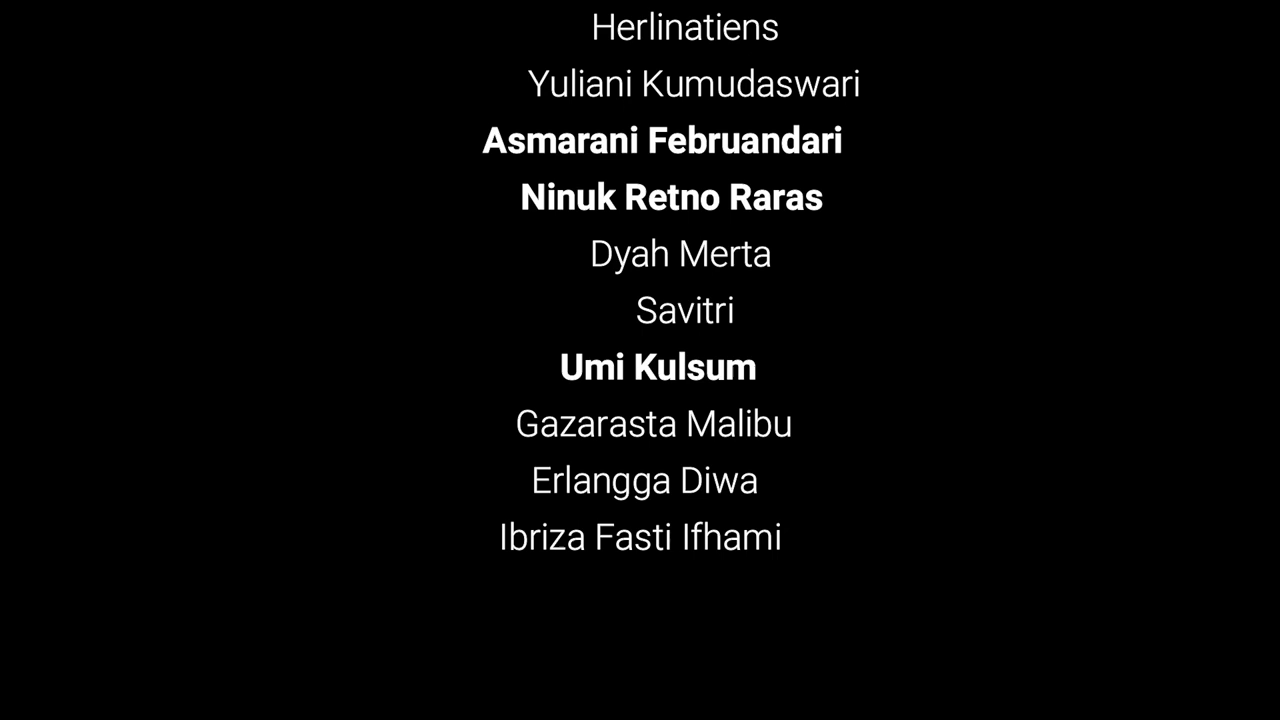 Herlinatiens
Yuliani Kumudaswari
Asmarani Februandari
Ninuk Retno Raras
Dyah Merta
Savitri
Umi Kulsum
Gazarasta Malibu
Erlangga Diwa
Ibriza Fasti Ifhami